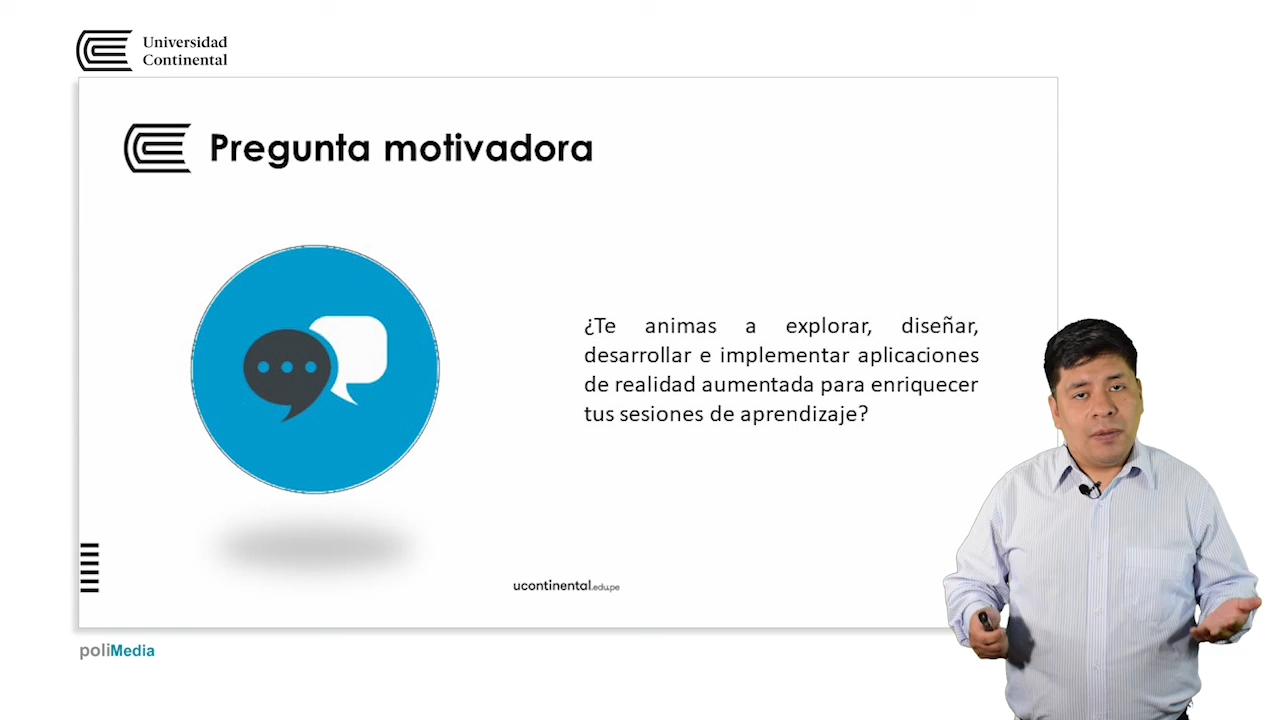 Universidad
Continental
Pregunta motivadora
¿Te animas a explorar, diseñar,
desarrollar e implementar aplicaciones
de realidad aumentada para enriquecer
tus sesiones de aprendizaje?
ucontinental.edu.pe
poliMedia